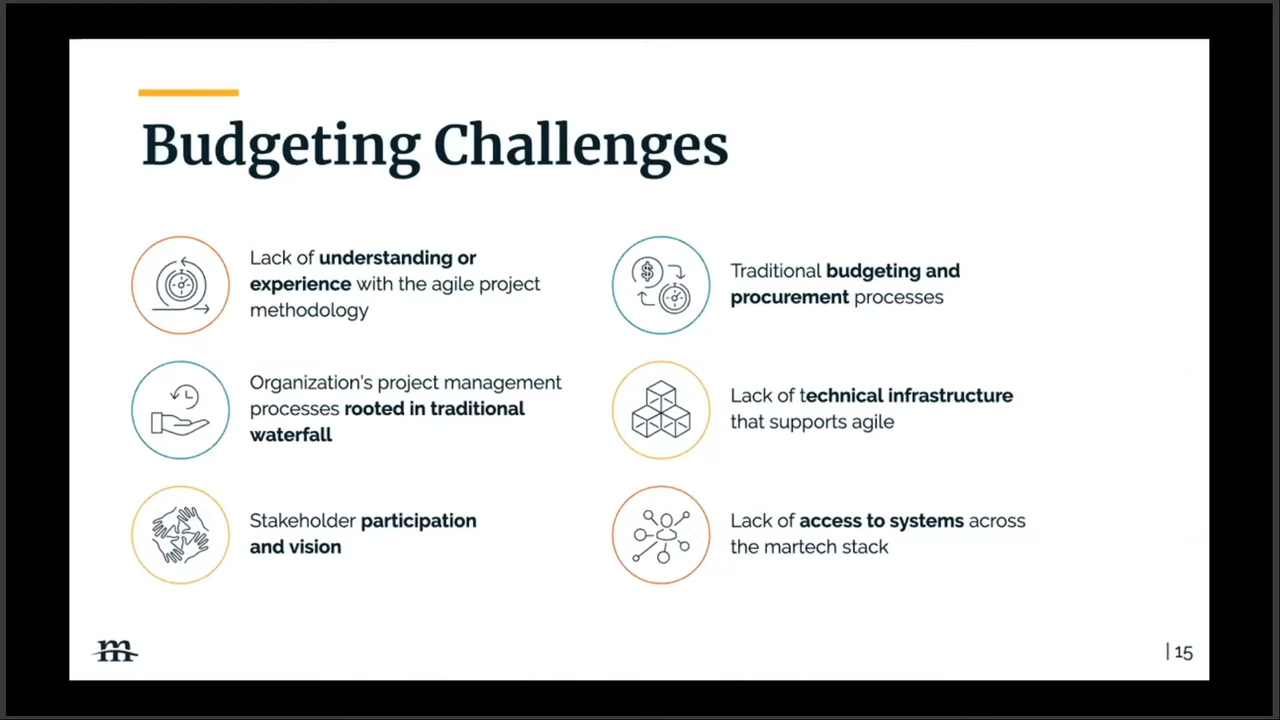 Budgeting Challenges
Lack of understanding or
experience with the agile project
methodology
Organization's project management
processes rooted in traditional
waterfall
Stakeholder participation
and vision
Traditional budgeting and
procurement processes
Lack of technical infrastructure
that supports agile
Lack of access to systems across
the martech stack
m
| 15